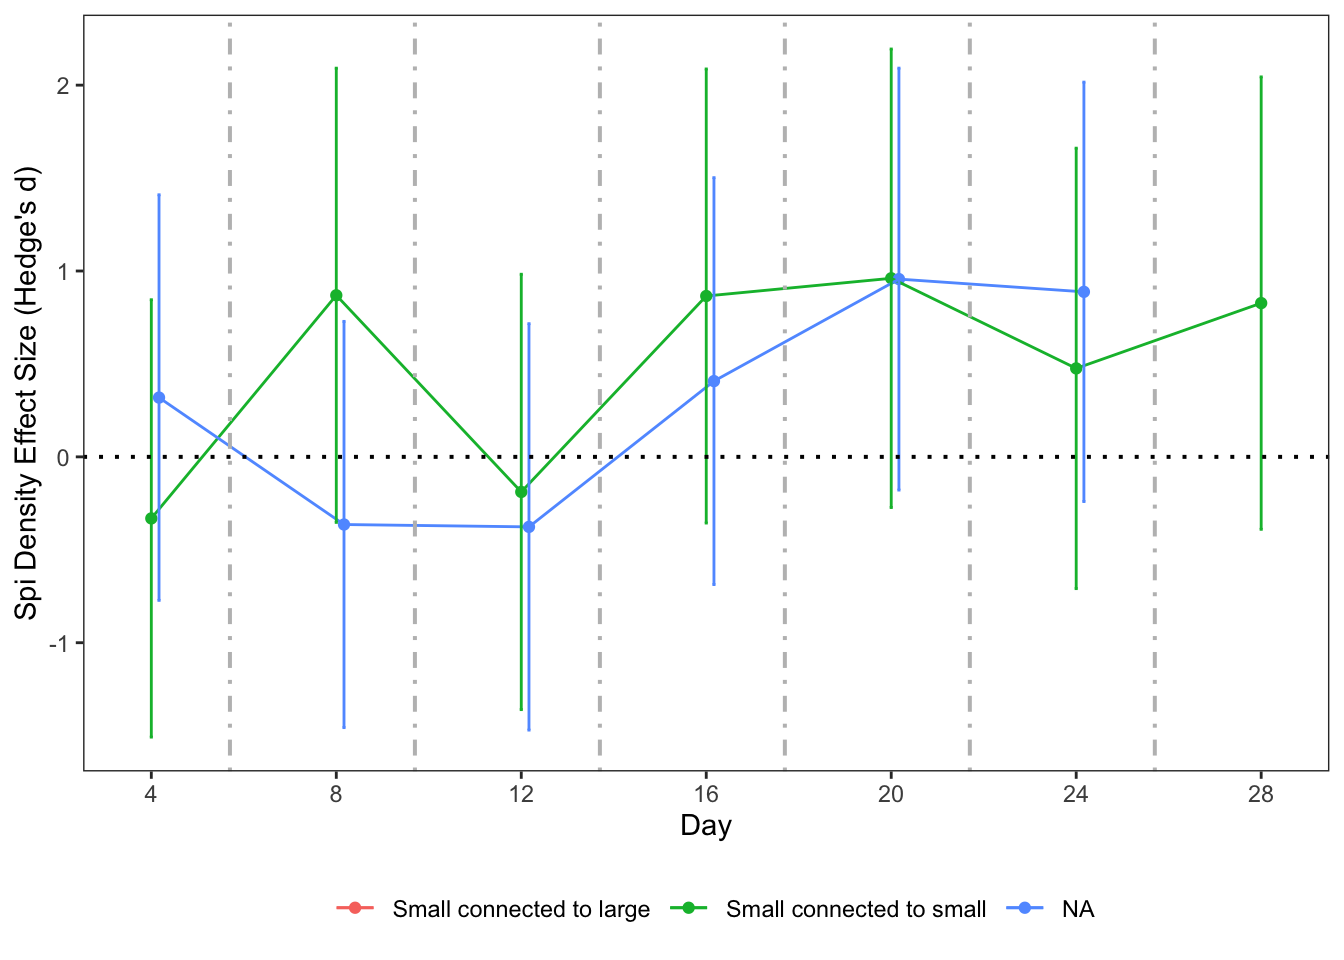 Spi Density Effect Size (Hedge's d)
2
1
0
-1
4 8 12 16 20 24 28
Day
Small connected to large Small connected to small NA